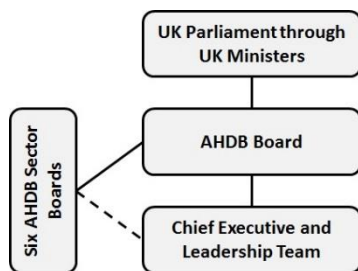 UK Parliament through
UK Ministers
AHDB Board
Six AHDB Sector
Boards
Chief Executive and
Leadership Team